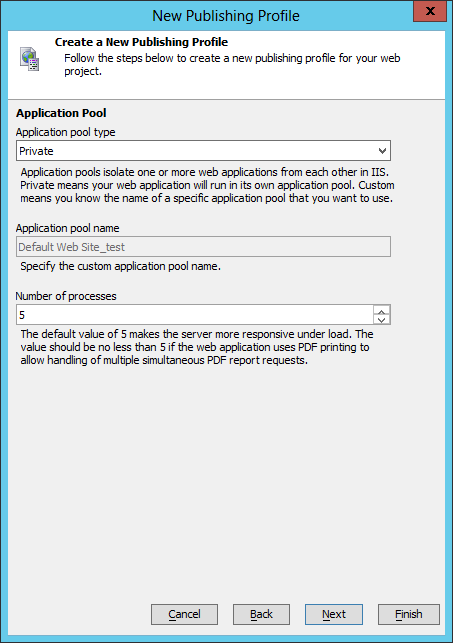 New Publishing Profile
x
Create a New Publishing Profile
Follow the steps below to create a new publishing profile for your web
project.
Application Pool
Application pool type
Private
Application pools isolate one or more web applications from each other in IIS.
Private means your web application will run in its own application pool. Custom
means you know the name of a specific application pool that you want to use.
Application pool name
Default Web Site_test
Specify the custom application pool name.
Number of processes
5
The default value of 5 makes the server more responsive under load. The
value should be no less than 5 if the web application uses PDF printing to
allow handling of multiple simultaneous PDF report requests.
Cancel Back Next Finish